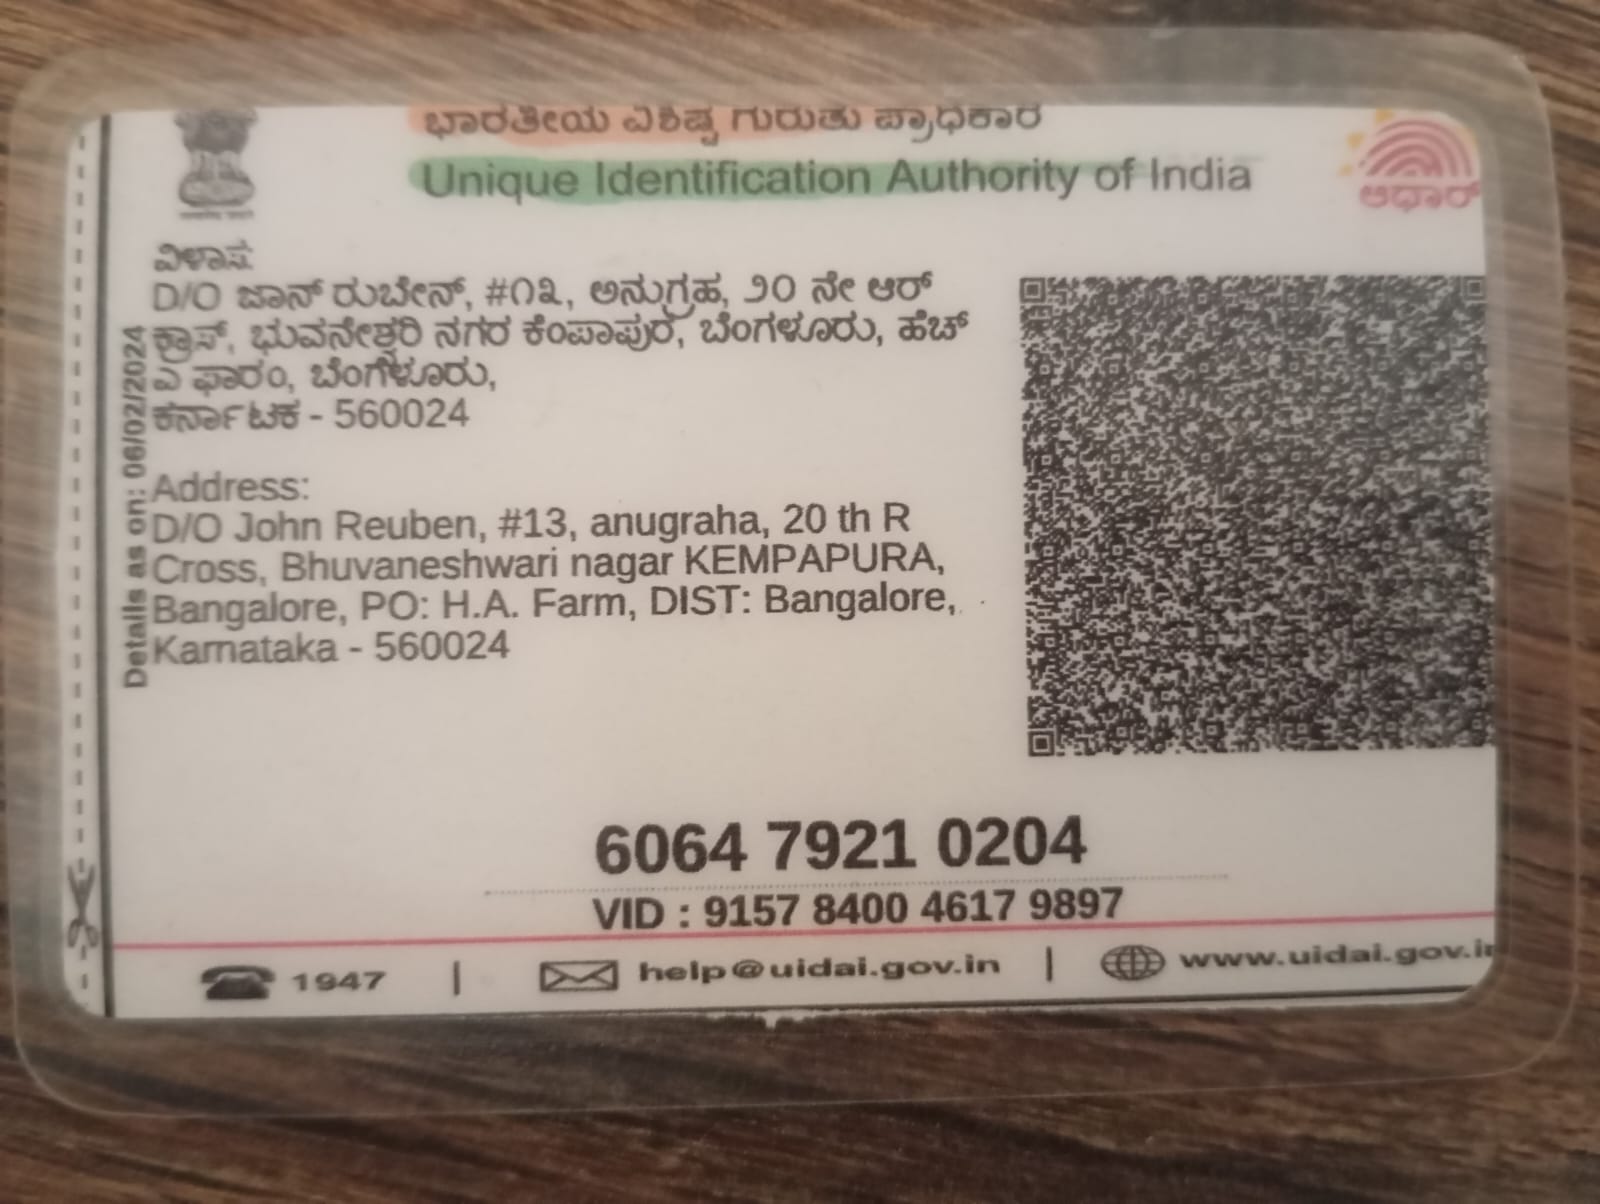 ಭಾರತೀಯ ವಿಶಿಷ್ಟ ಗುರುತು ಪ್ರಾಧಿಕಾರ
Unique Identification Authority of India
ಆಧಾರ್
ವಿಳಾಸ:
D/O ಜಾನ್ ರುಬೇನ್, #೧೩, ಅನುಗ್ರಹ, ೨೦ ನೇ ಆರ್
ಕ್ರಾಸ್, ಭುವನೇಶ್ವರಿ ನಗರ ಕೆಂಪಾಪುರ, ಬೆಂಗಳೂರು, ಹೆಚ್
ಎ ಫಾರಂ, ಬೆಂಗಳೂರು,
ಕರ್ನಾಟಕ - 560024
Address:
D/O John Reuben, #13, anugraha, 20 th R
Cross, Bhuvaneshwari nagar KEMPAPURA,
Bangalore, PO: H.A. Farm, DIST: Bangalore,
Karnataka - 560024
Details as on: 06/02/2024
6064 7921 0204
VID : 9157 8400 4617 9897
1947 | help@uidai.gov.in | www.uidai.gov.in